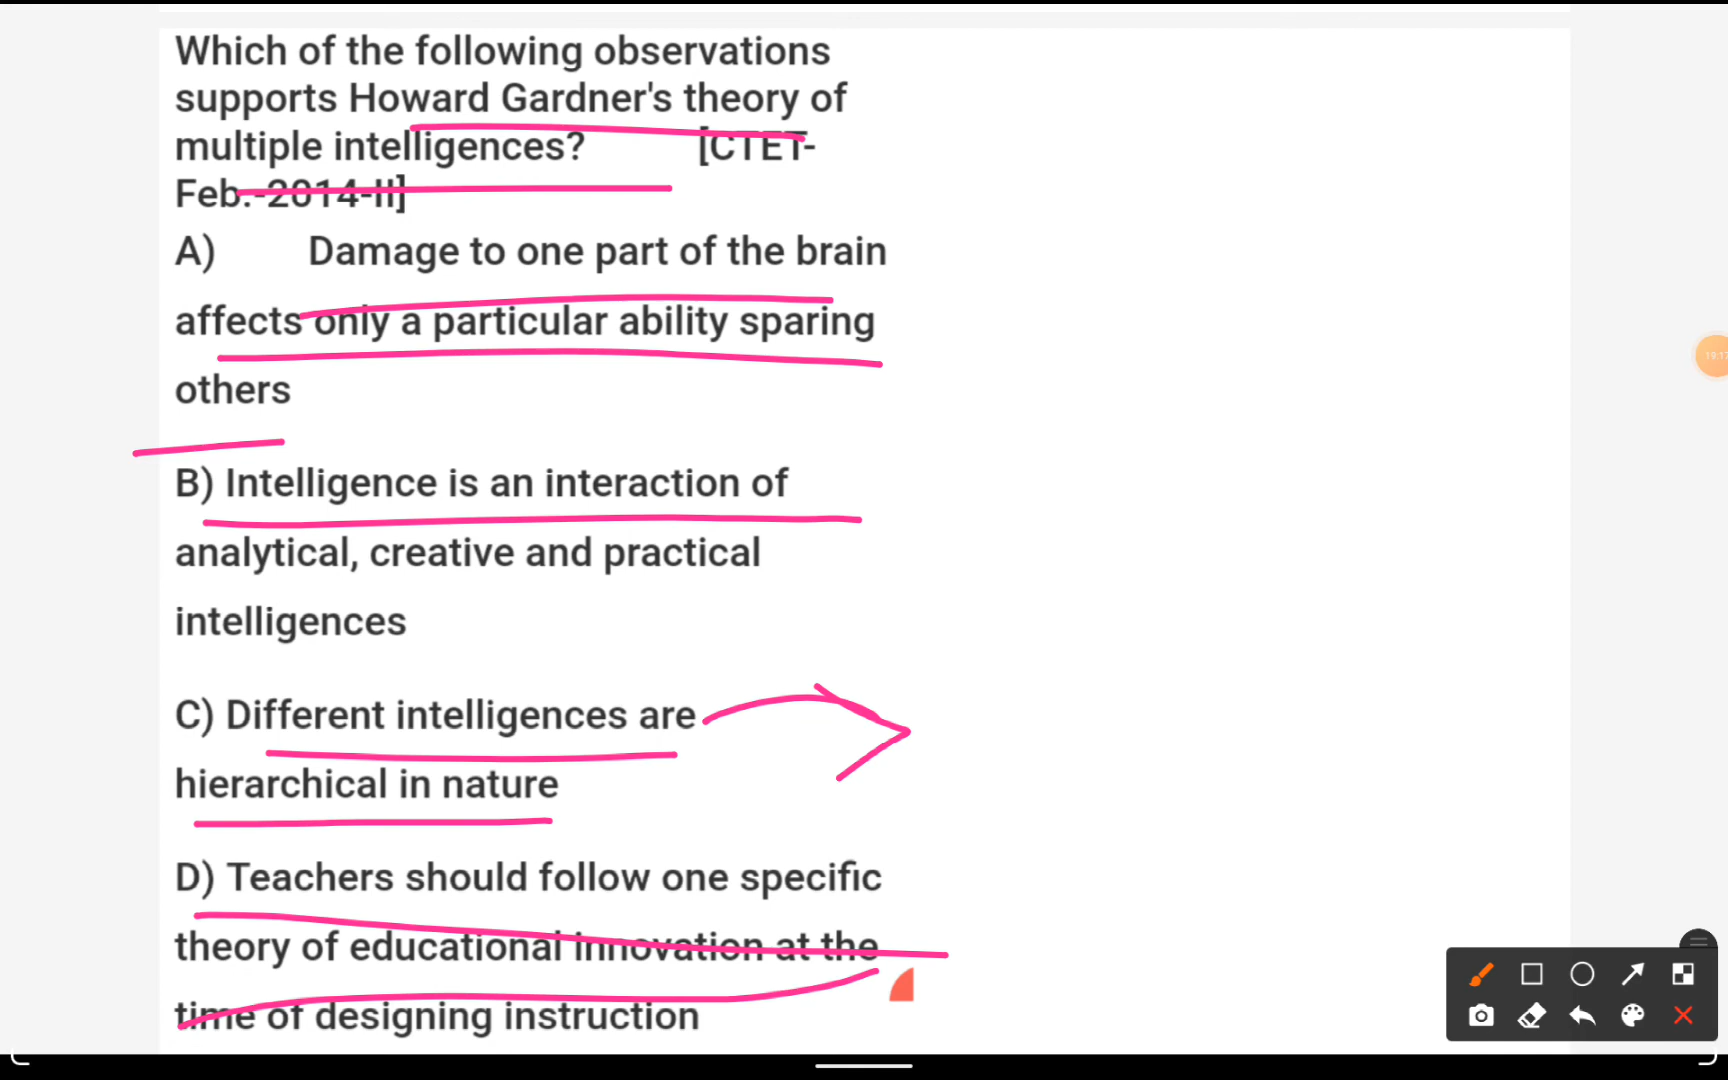 Which of the following observations
supports Howard Gardner's theory of
multiple intelligences? [CTET-
Feb.-2014-II]
A) Damage to one part of the brain
affects only a particular ability sparing
others
B) Intelligence is an interaction of
analytical, creative and practical
intelligences
C) Different intelligences are
hierarchical in nature
D) Teachers should follow one specific
theory of educational innovation at the
time of designing instruction